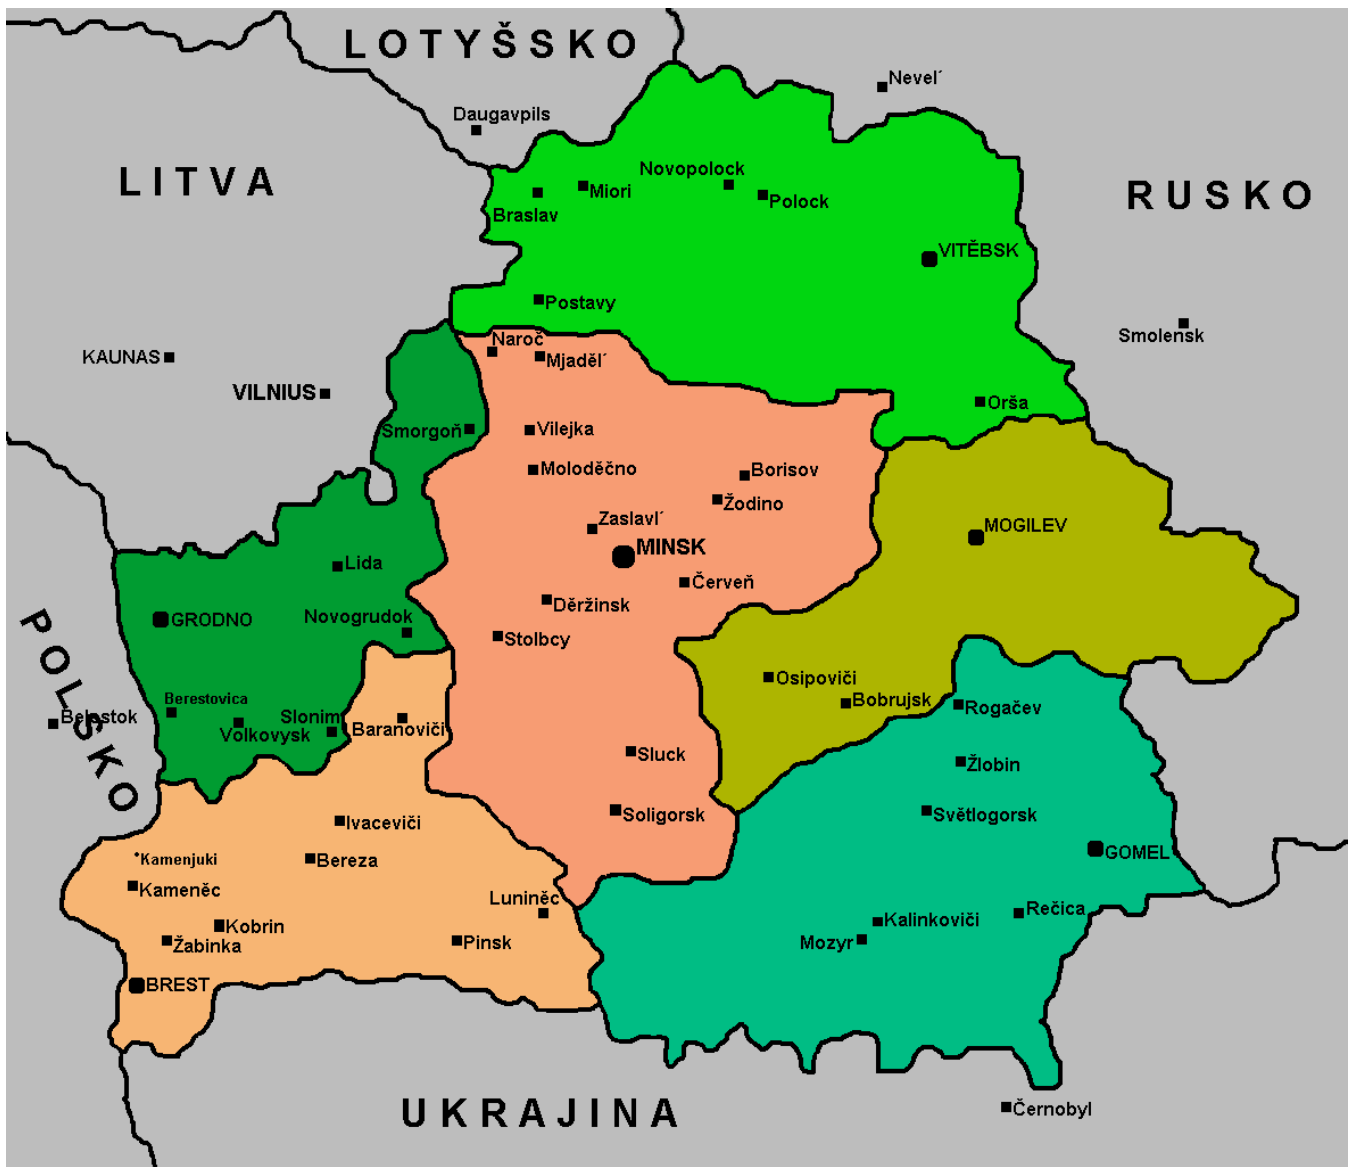 LOTYŠSKO
Nevel´
Daugavpils
LITVA
Novopolock
Miori
Polock
RUSKO
Braslav
VITĚBSK
Postavy
Smolensk
Naroč
KAUNAS
Mjaděl´
VILNIUS
Orša
Smorgoň
Vilejka
Moloděčno
Borisov
Žodino
Zaslavl´
MOGILEV
MINSK
Lida
Červeň
Děržinsk
Novogrudok
GRODNO
Stolbcy
POLSKO
Osipoviči
Berestovica
Bobrujsk
Rogačev
Belostok
Slonim
Volkovysk
Baranoviči
Sluck
Žlobin
Soligorsk
Světlogorsk
Ivaceviči
GOMEL
Kamenjuki
Bereza
Kameněc
Luniněc
Rečica
Kalinkoviči
Kobrin
Žabinka
Pinsk
Mozyr
BREST
UKRAJINA
Černobyl